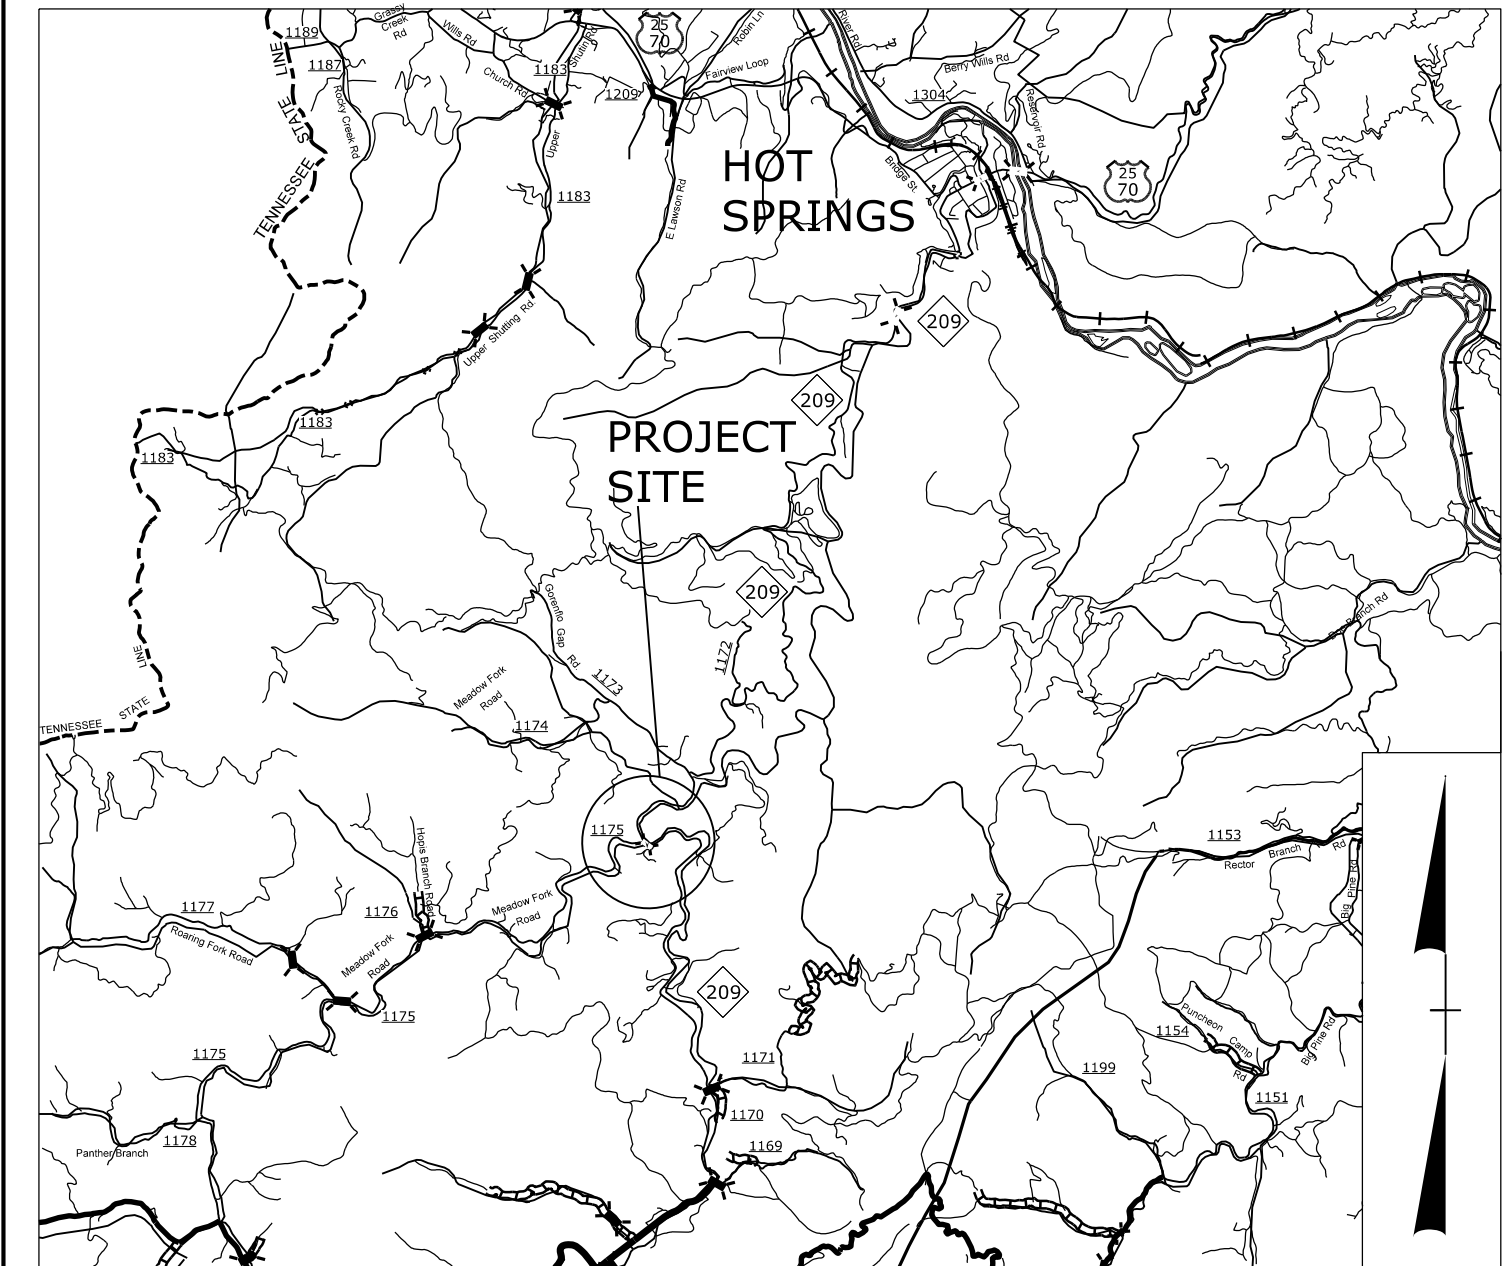 Grassy
Creek
Rd
Wills Rd
1189
1187
LINE
STATE
TENNESSEE
Rocky Creek Rd
Church Rd
1183
Shutin Rd
1209
25
70
Robin Ln
Fairview Loop
River Rd
Berry Wills Rd
1304
Reservoir Rd
Bridge St.
25
70
Upper
1183
E Lawson Rd
HOT
SPRINGS
209
Upper Shutting Rd.
209
1183
1183
PROJECT
SITE
209
Gorenflo Gap
Rd.
1173
1172
Branch Rd
LINE
STATE
TENNESSEE
Meadow Fork
Road
1174
1175
1153
Rector Branch Rd
Big Pine Rd
Hopis Branch Road
1177
1176
Roaring Fork Road
Meadow Fork
Road
Meadow Fork
Road
1175
209
1175
1171
1154
Puncheon
Camp
Rd
Big Pine Rd
1199
1151
1170
1178
1169
Panther Branch